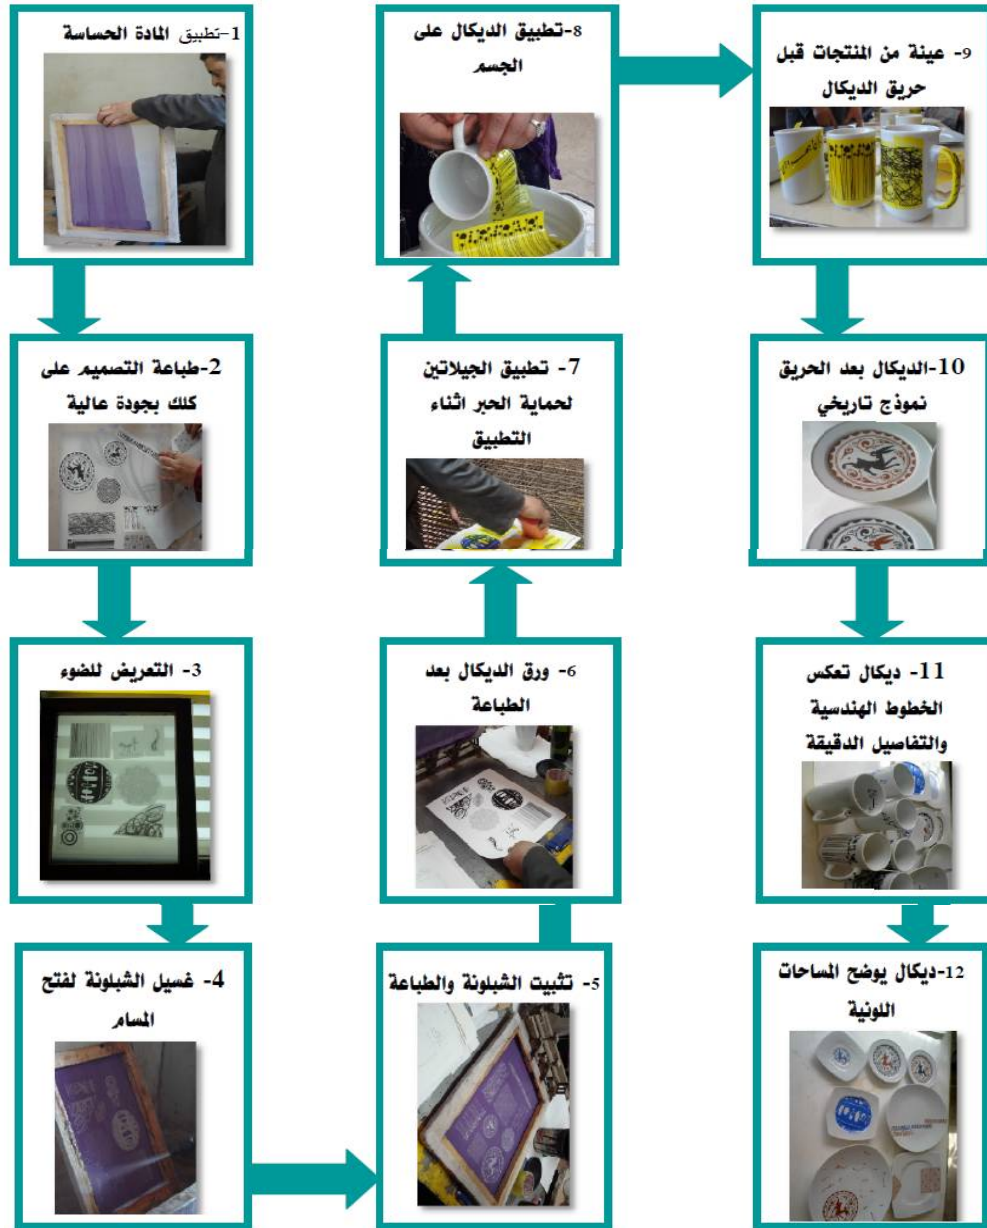 1-تطبيق المادة الحساسة
2-طباعة التصميم على
كلك بجودة عالية
3- التعريض للضوء
4- غسيل الشبلونة لفتح
المسام
5- تثبيت الشبلونة والطباعة
6- ورق الديكال بعد
الطباعة
7- تطبيق الجيلاتين
لحماية الحبر اثناء
التطبيق
8-تطبيق الديكال على
الجسم
9- عينة من المنتجات قبل
حريق الديكال
10-الديكال بعد الحريق
نموذج تاريخي
11- ديكال تعكس
الخطوط الهندسية
والتفاصيل الدقيقة
12-ديكال يوضح المساحات
اللونية